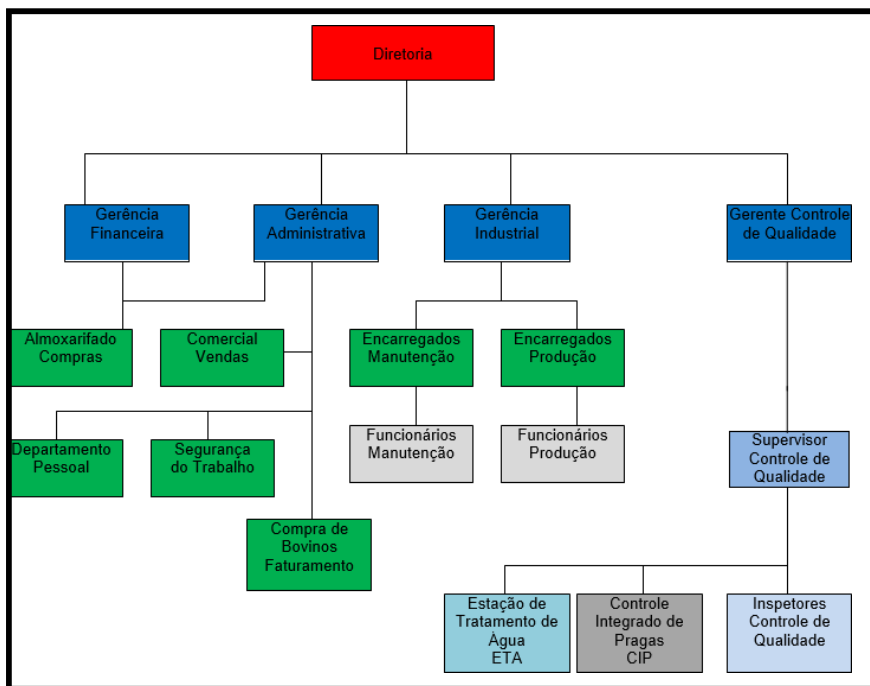 Diretoria
Gerência
Financeira
Gerência
Administrativa
Gerência
Industrial
Gerente Controle
de Qualidade
Almoxarifado
Compras
Comercial
Vendas
Encarregados
Manutenção
Encarregados
Produção
Departamento
Pessoal
Segurança
do Trabalho
Funcionários
Manutenção
Funcionários
Produção
Supervisor
Controle de
Qualidade
Compra de
Bovinos
Faturamento
Estação de
Tratamento de
Àgua
ETA
Controle
Integrado de
Pragas
CIP
Inspetores
Controle de
Qualidade